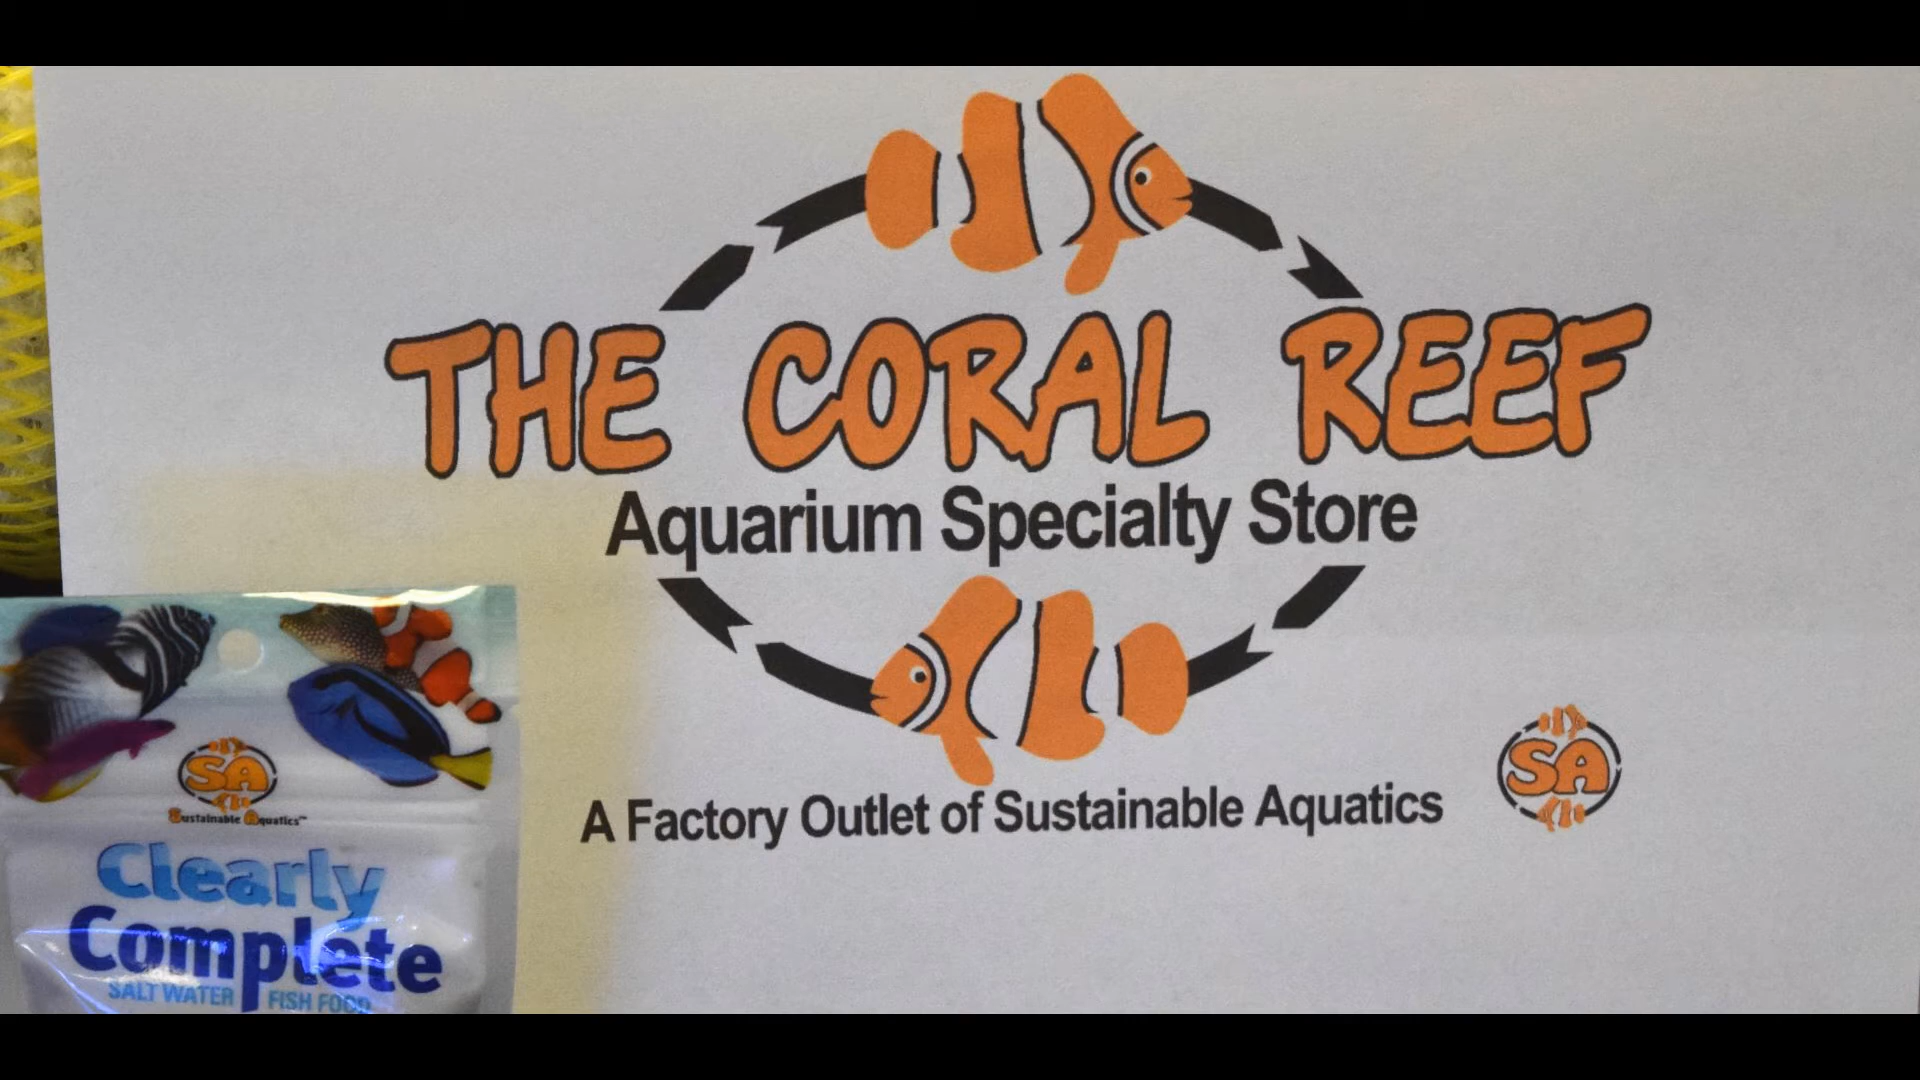 THE CORAL REEF
Aquarium Specialty Store
A Factory Outlet of Sustainable Aquatics
SA
SA
Sustainable Aquatics™
Clearly
Complete
SALT WATER FISH FOOD